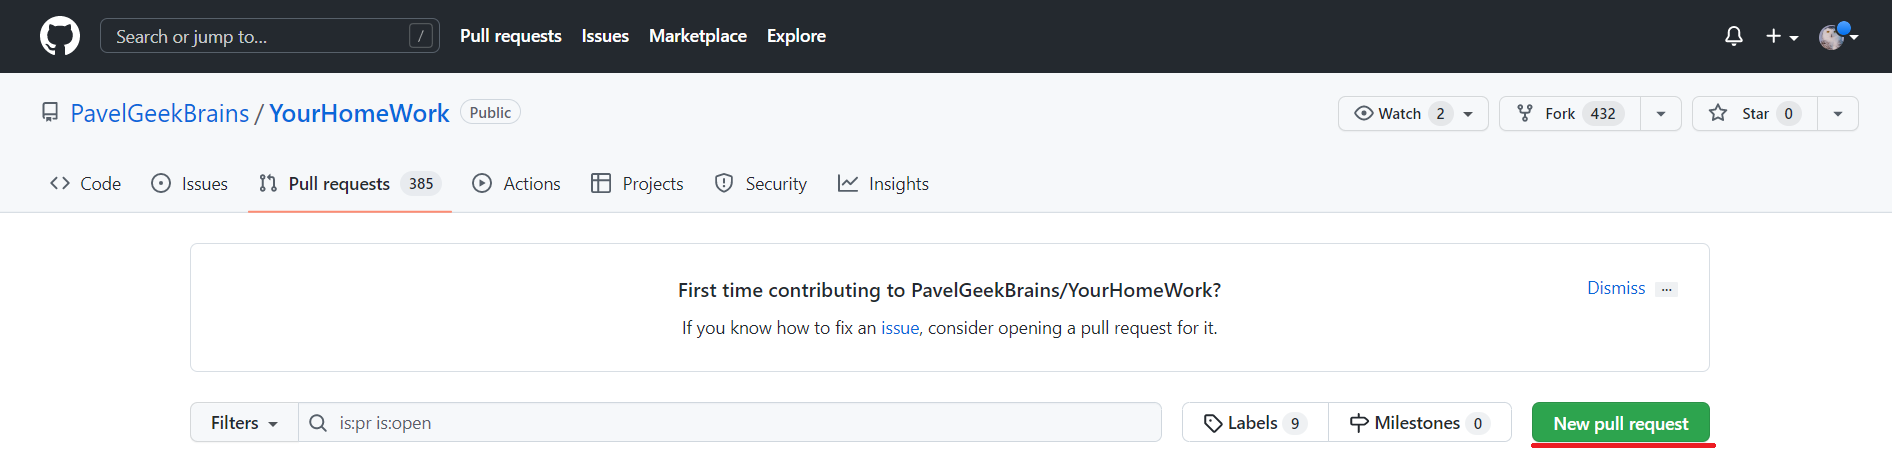 Search or jump to... / Pull requests Issues Marketplace Explore
PavelGeekBrains / YourHomeWork Public Watch 2 Fork 432 Star 0
Code Issues Pull requests 385 Actions Projects Security Insights
First time contributing to PavelGeekBrains/YourHomeWork? Dismiss ...
If you know how to fix an issue, consider opening a pull request for it.
Filters is:pr is:open Labels 9 Milestones 0 New pull request